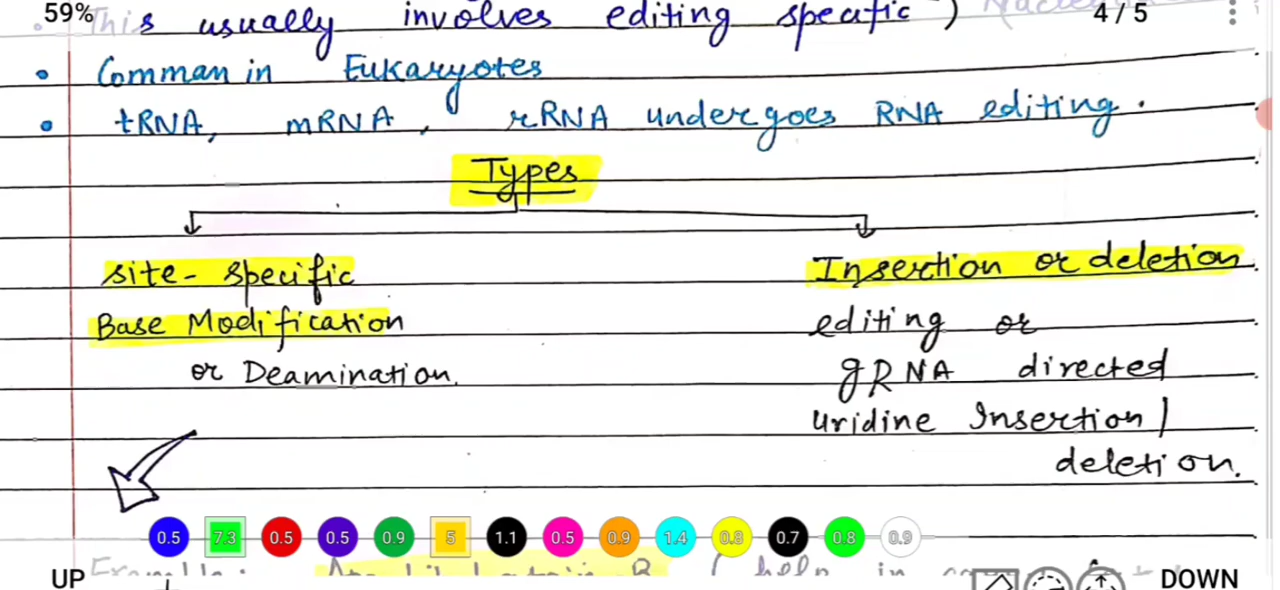 59%
This usually involves editing specific )
4/5
• Comman in Eukaryotes
• tRNA, mRNA, rRNA undergoes RNA editing.
Types
site-specific
Base Modification
or Deamination.
Insertion or deletion
editing or
gRNA directed
Uridine Insertion/
deletion.
0.5 7.3 0.5 0.5 0.9 5 1.1 0.5 0.9 1.4 0.8 0.7 0.8 0.9
UP
help in
DOWN